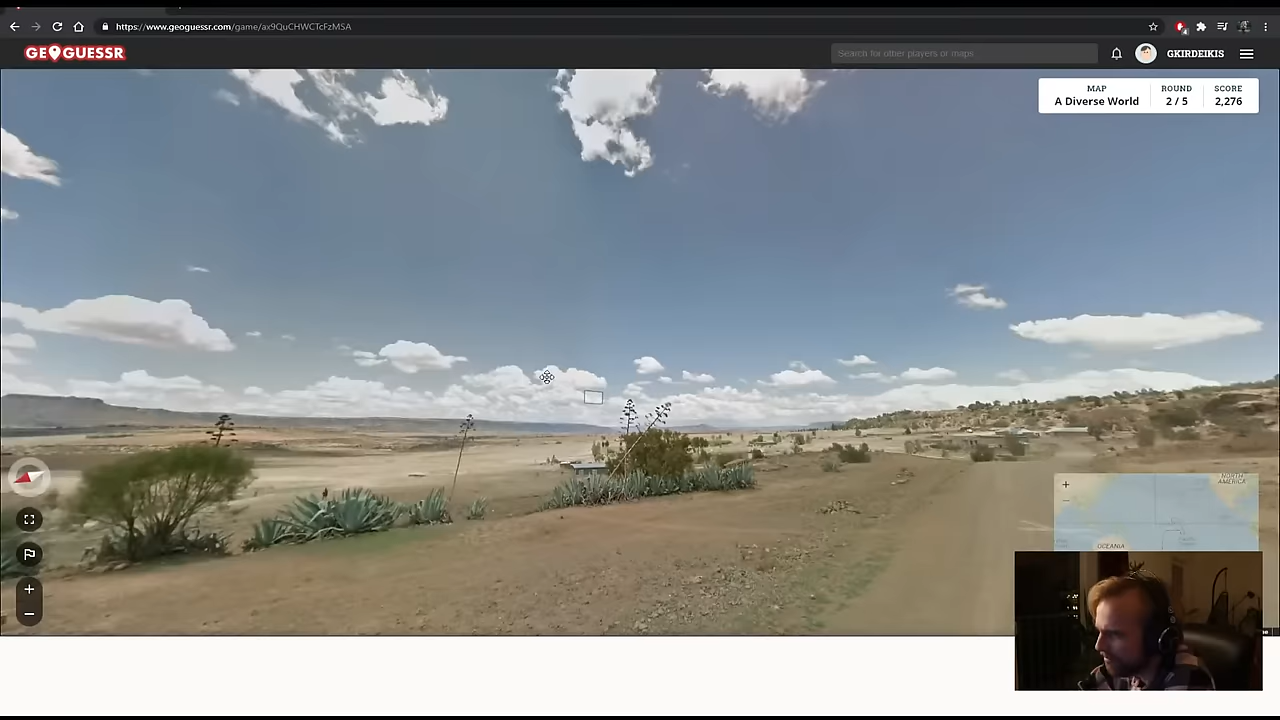 https://www.geoguessr.com/game/ax9QuCHWCTcFzMSA
GEOGUESSR
Search for other players or maps
GKIRDEIKIS
MAP
A Diverse World
ROUND
2 / 5
SCORE
2,276
NORTH
AMERICA
OCEANIA